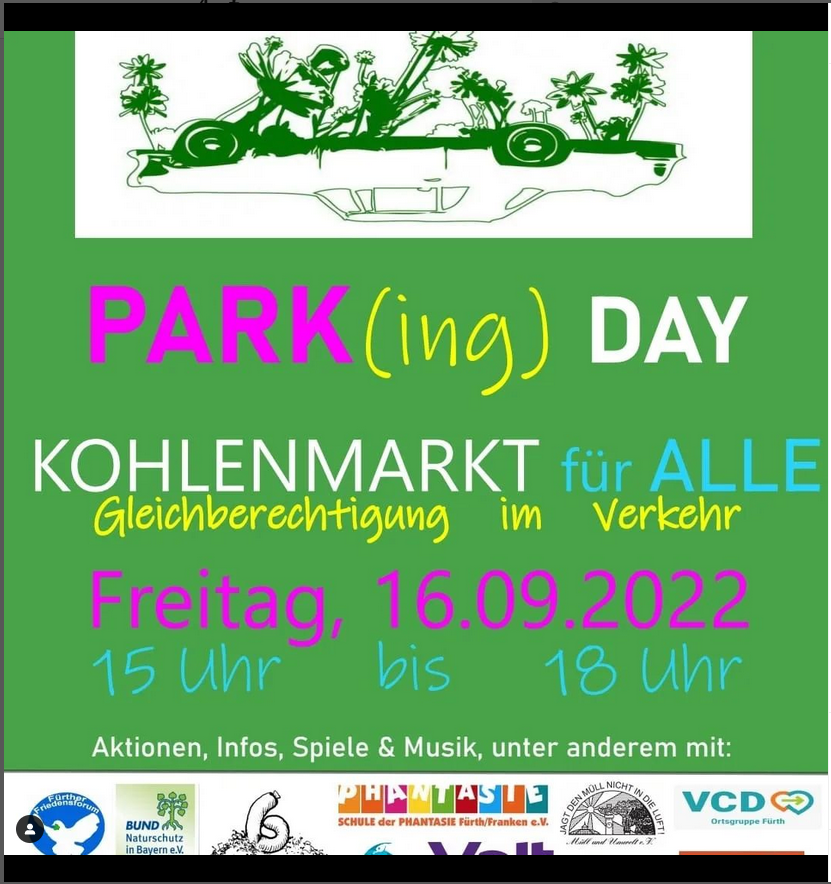 PARK(ing) DAY
KOHLENMARKT für ALLE
Gleichberechtigung im Verkehr
Freitag, 16.09.2022
15 Uhr bis 18 Uhr
Aktionen, Infos, Spiele & Musik, unter anderem mit:
Fürther
Friedensforum
BUND
Naturschutz
in Bayern e.V.
PHANTASTE
SCHULE der PHANTASIE Fürth/Franken e.V.
JAGT DEN MÜLL NICHT IN DIE LUFT!
Müll und Umwelt e.V.
VCD
Ortsgruppe Fürth